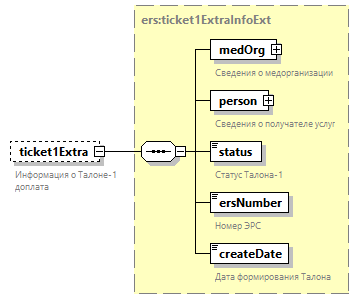 ers:ticket1ExtraInfoExt
medOrg
Сведения о медорганизации
person
Сведения о получателе услуг
ticket1Extra
Информация о Талоне-1
доплата
status
Статус Талона-1
ersNumber
Номер ЭРС
createDate
Дата формирования Талона